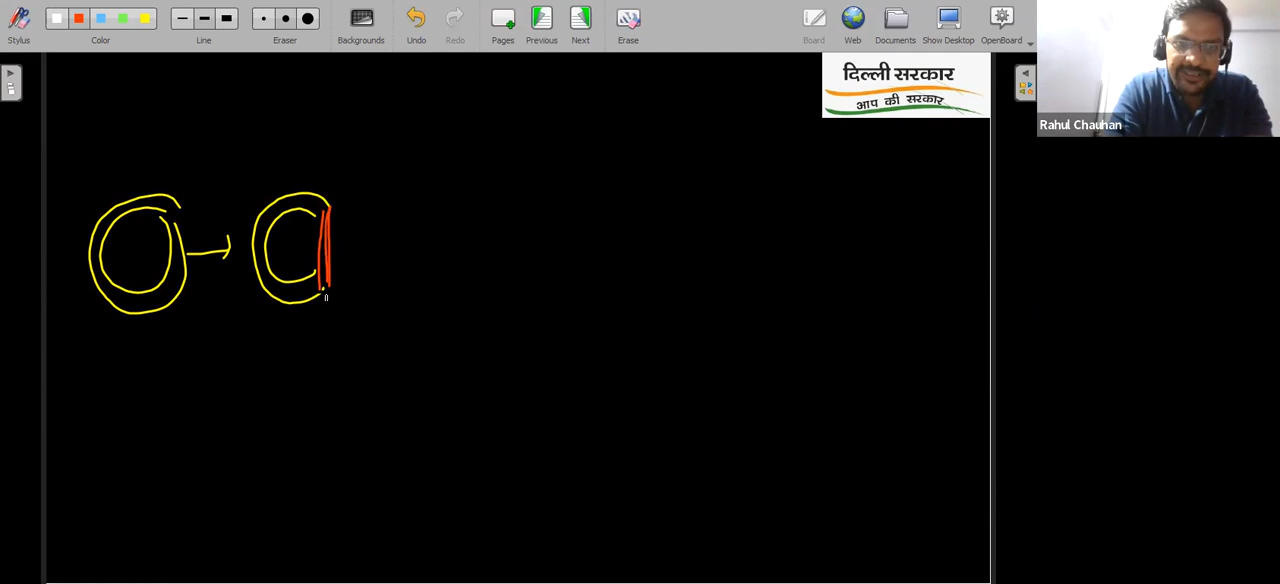 Stylus
Color
Line
Eraser
Backgrounds
Undo
Redo
Pages
Previous
Next
Erase
Board
Web
Documents
Show Desktop
OpenBoard
दिल्ली सरकार
आप की सरकार
Rahul Chauhan